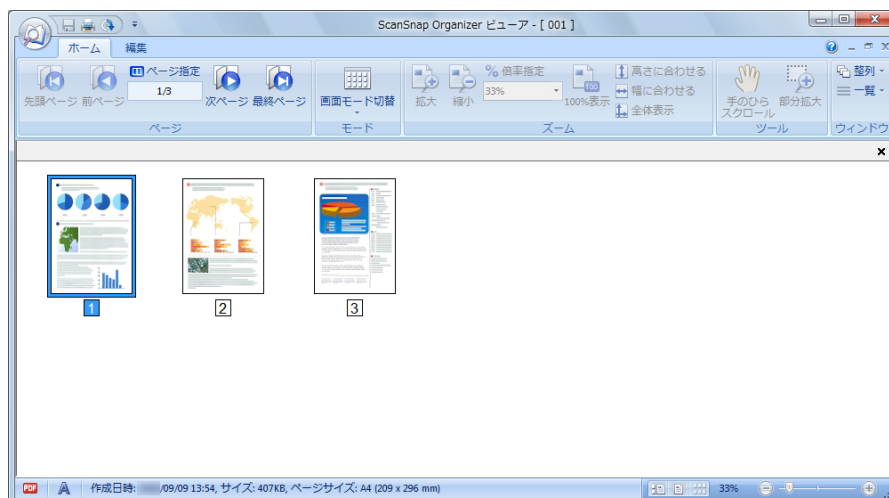 ScanSnap Organizer ビューア - [ 001 ]
ホーム 編集
先頭ページ 前ページ ページ指定 1/3 次ページ 最終ページ
ページ
画面モード切替
モード
拡大 縮小 % 倍率指定 33% 100 100%表示 高さに合わせる 幅に合わせる 全体表示
ズーム
手のひらスクロール 部分拡大
ツール
整列
一覧
ウィンドウ
1 2 3
PDF A 作成日時: /09/09 13:54, サイズ: 407KB, ページサイズ: A4 (209 x 296 mm) 33%